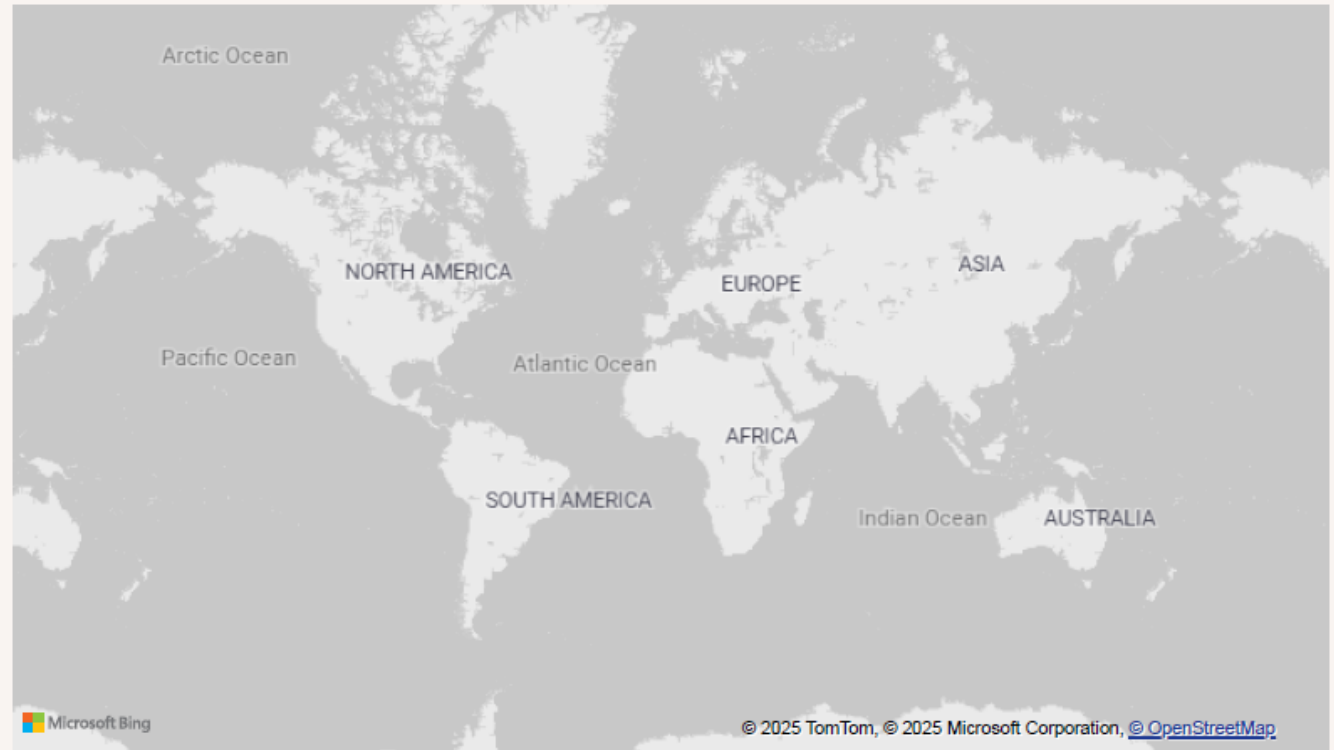 Arctic Ocean
NORTH AMERICA
ASIA
EUROPE
Pacific Ocean
Atlantic Ocean
AFRICA
SOUTH AMERICA
Indian Ocean
AUSTRALIA
Microsoft Bing
© 2025 TomTom, © 2025 Microsoft Corporation, © OpenStreetMap